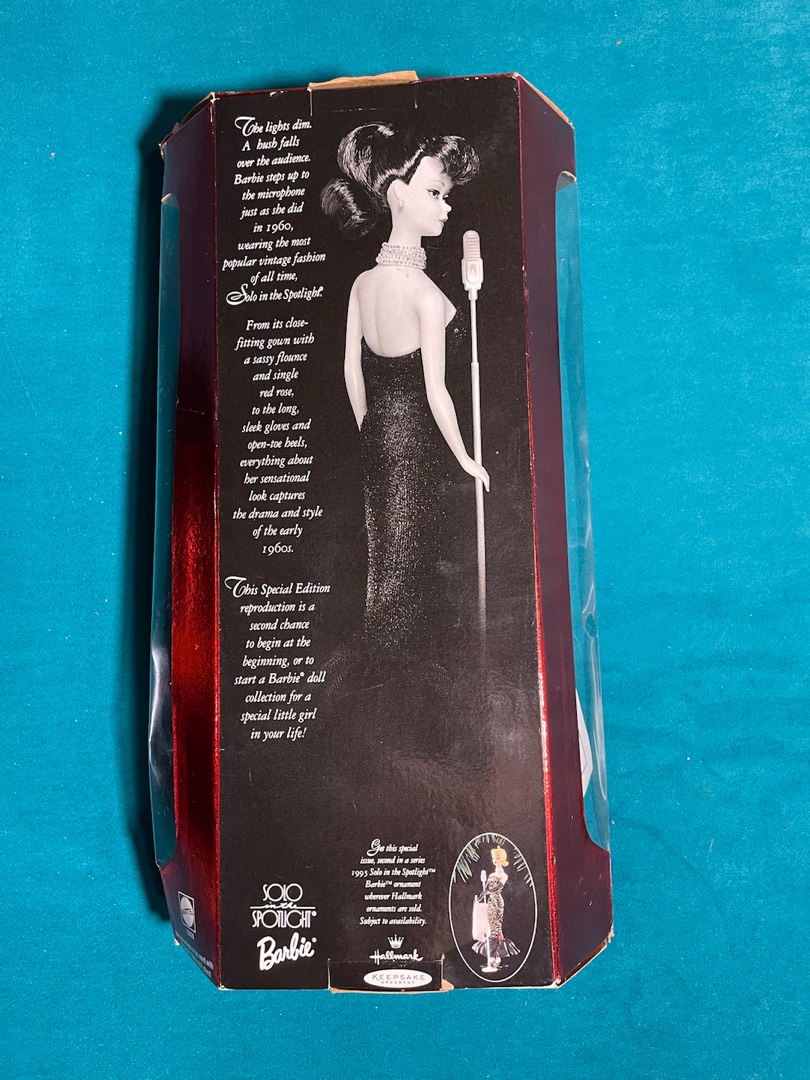 The lights dim.
A hush falls
over the audience.
Barbie steps up to
the microphone
just as she did
in 1960,
wearing the most
popular vintage fashion
of all time,
Solo in the Spotlight®.
From its close-
fitting gown with
a sassy flounce
and single
red rose,
to the long,
sleek gloves and
open-toe heels,
everything about
her sensational
look captures
the drama and style
of the early
1960s.
This Special Edition
reproduction is a
second chance
to begin at the
beginning, or to
start a Barbie® doll
collection for a
special little girl
in your life!
Get this special
issue, second in a series
1995 Solo in the Spotlight™
Barbie™ ornament
wherever Hallmark
ornaments are sold.
Subject to availability.
SOLO
in the
SPOTLIGHT®
Barbie®
Hallmark
KEEPSAKE
ORNAMENT